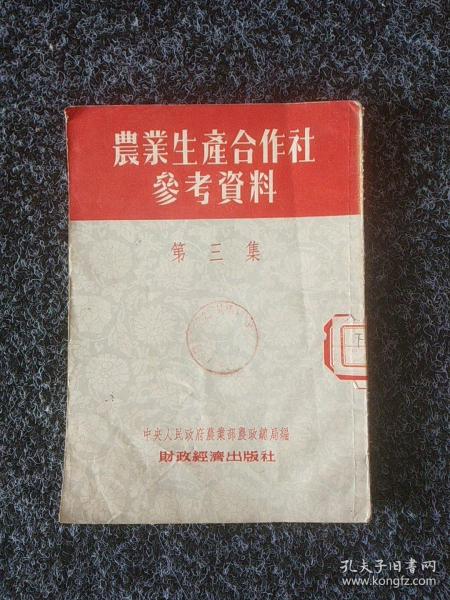 農業生產合作社
參考資料
第三集
中央人民政府農業部農政總局編
財政經濟出版社
孔夫子旧书网
www.kongfz.com